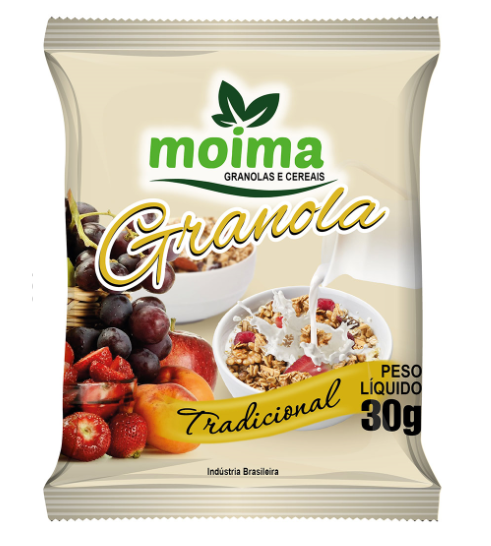 moima
GRANOLAS E CEREAIS
Granola
Tradicional
PESO
LÍQUIDO
30g
Indústria Brasileira